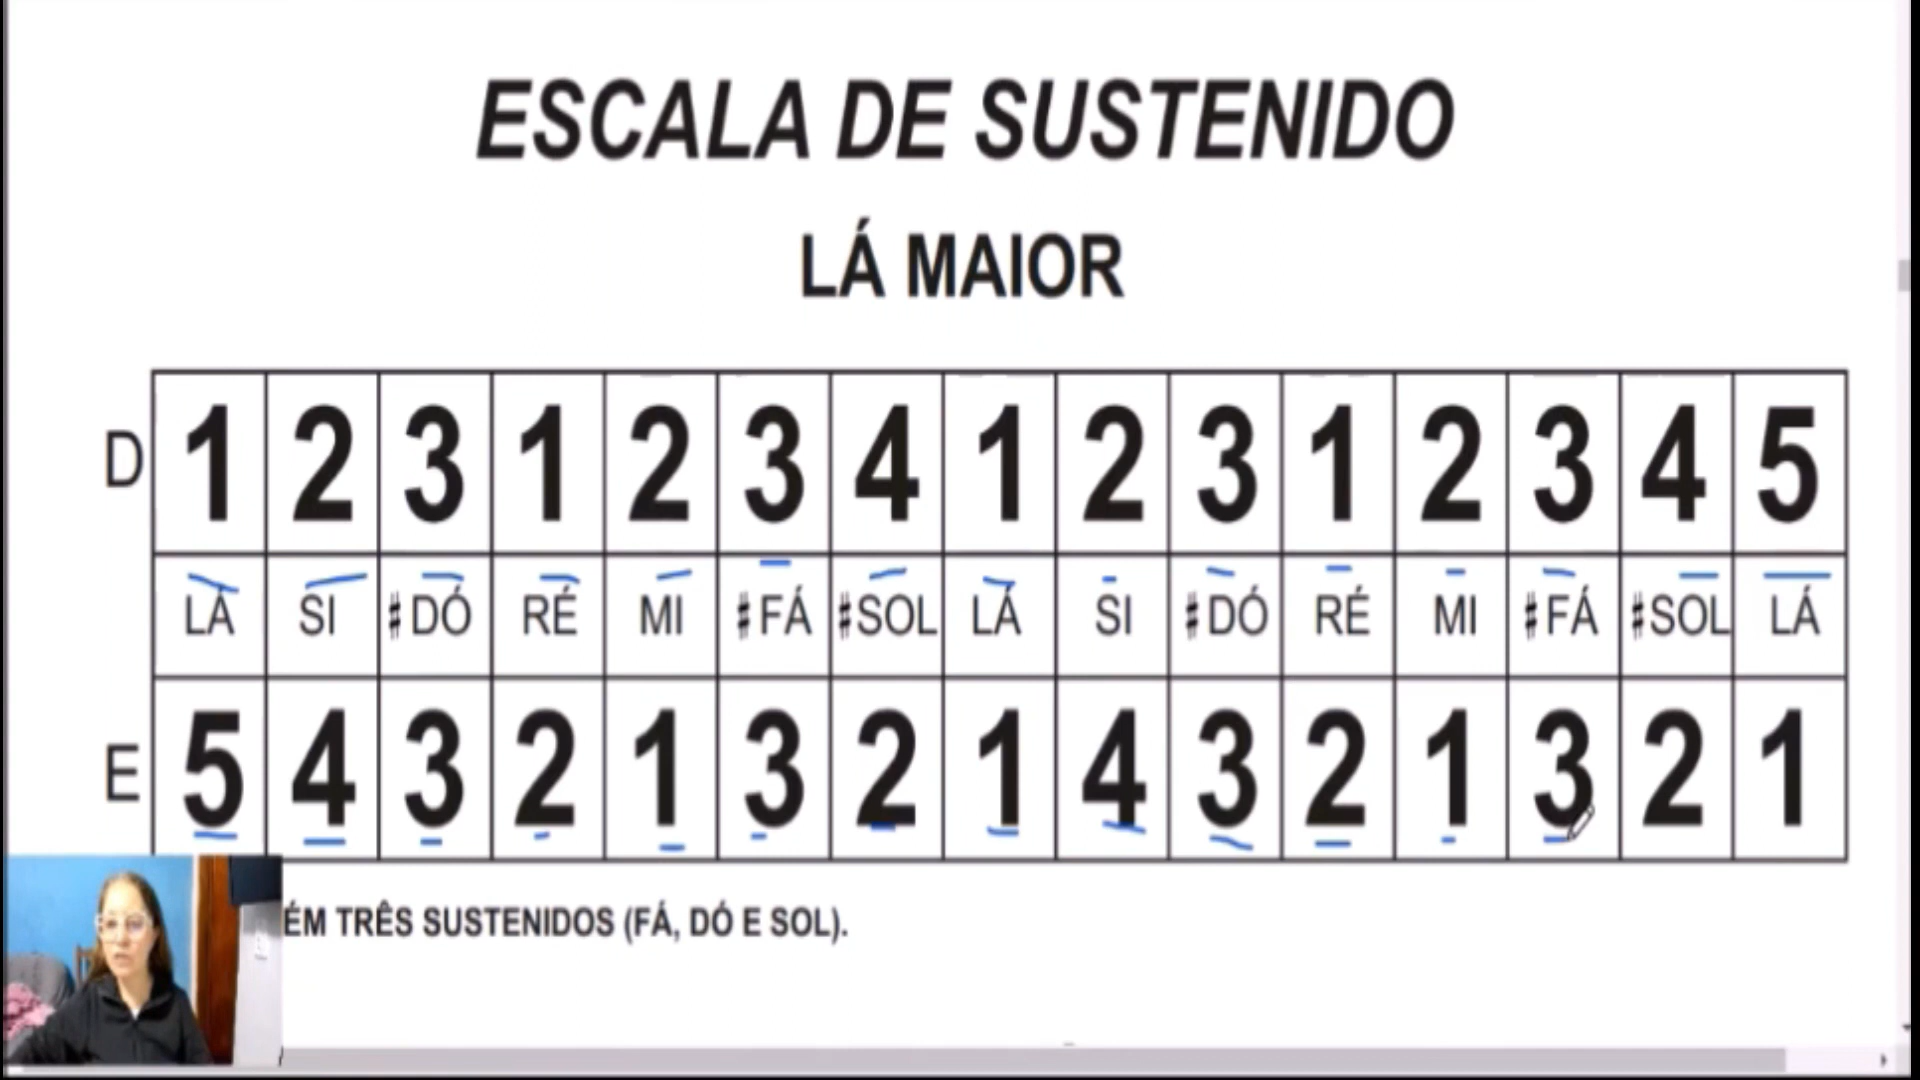 ESCALA DE SUSTENIDO
LÁ MAIOR
D 1 2 3 1 2 3 4 1 2 3 1 2 3 4 5
LÁ SI ♯DÓ RÉ MI ♯FÁ ♯SOL LÁ SI ♯DÓ RÉ MI ♯FÁ ♯SOL LÁ
E 5 4 3 2 1 3 2 1 4 3 2 1 3 2 1
ÉM TRÊS SUSTENIDOS (FÁ, DÓ E SOL).